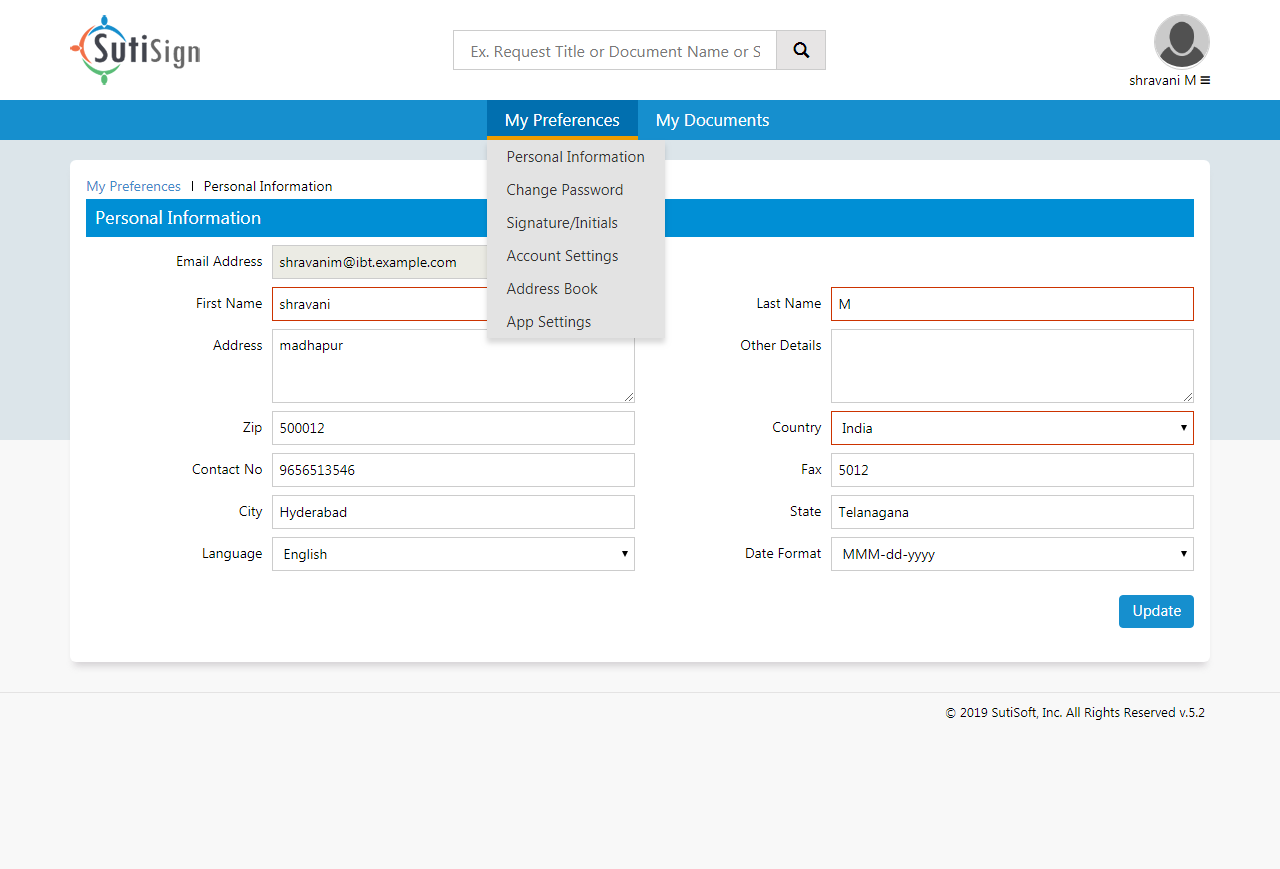 SutiSign
Ex. Request Title or Document Name or S
shravani M
My Preferences My Documents
Personal Information
Change Password
Signature/Initials
Account Settings
Address Book
App Settings
My Preferences | Personal Information
Personal Information
Email Address shravanim@ibt.example.com
First Name shravani Last Name M
Address madhapur Other Details
Zip 500012 Country India
Contact No 9656513546 Fax 5012
City Hyderabad State Telanagana
Language English Date Format MMM-dd-yyyy
Update
© 2019 SutiSoft, Inc. All Rights Reserved v.5.2